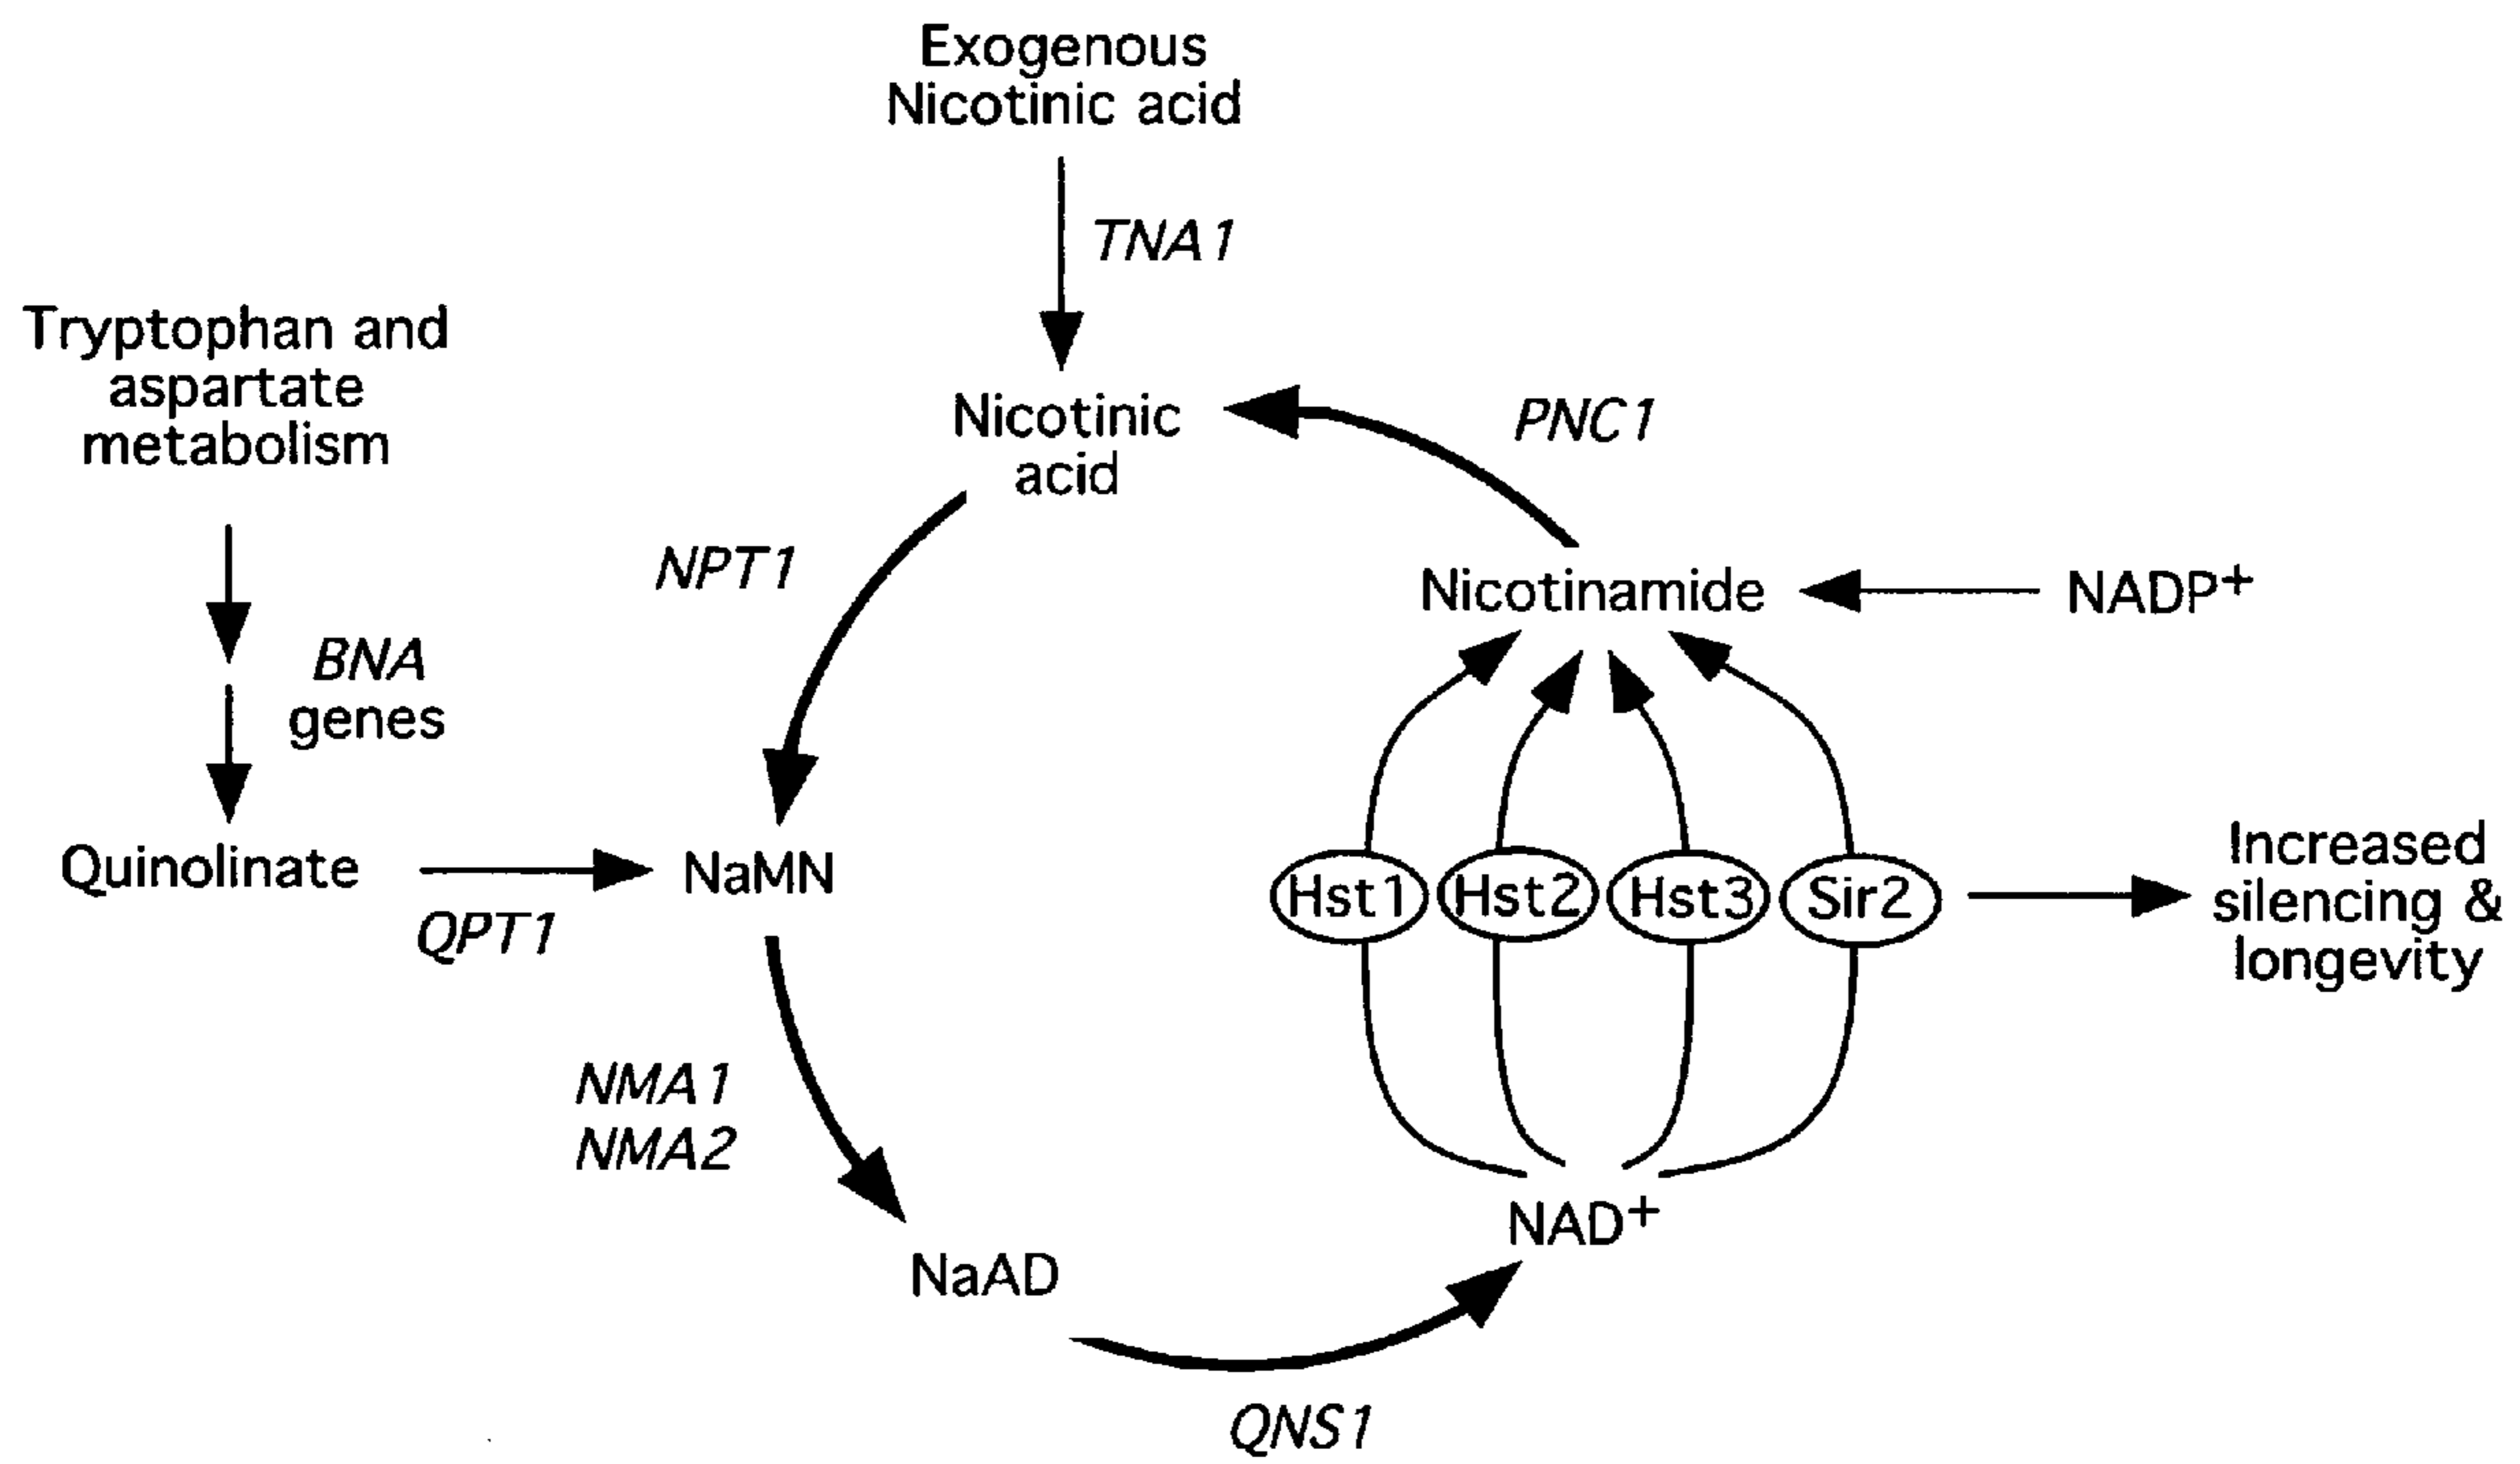 Exogenous
Nicotinic acid
TNA1
Tryptophan and
aspartate
metabolism
Nicotinic
acid
PNC1
NPT1
Nicotinamide
NADP+
BNA
genes
Quinolinate
QPT1
NaMN
Hst1
Hst2
Hst3
Sir2
Increased
silencing &
longevity
NMA1
NMA2
NaAD
NAD+
QNS1